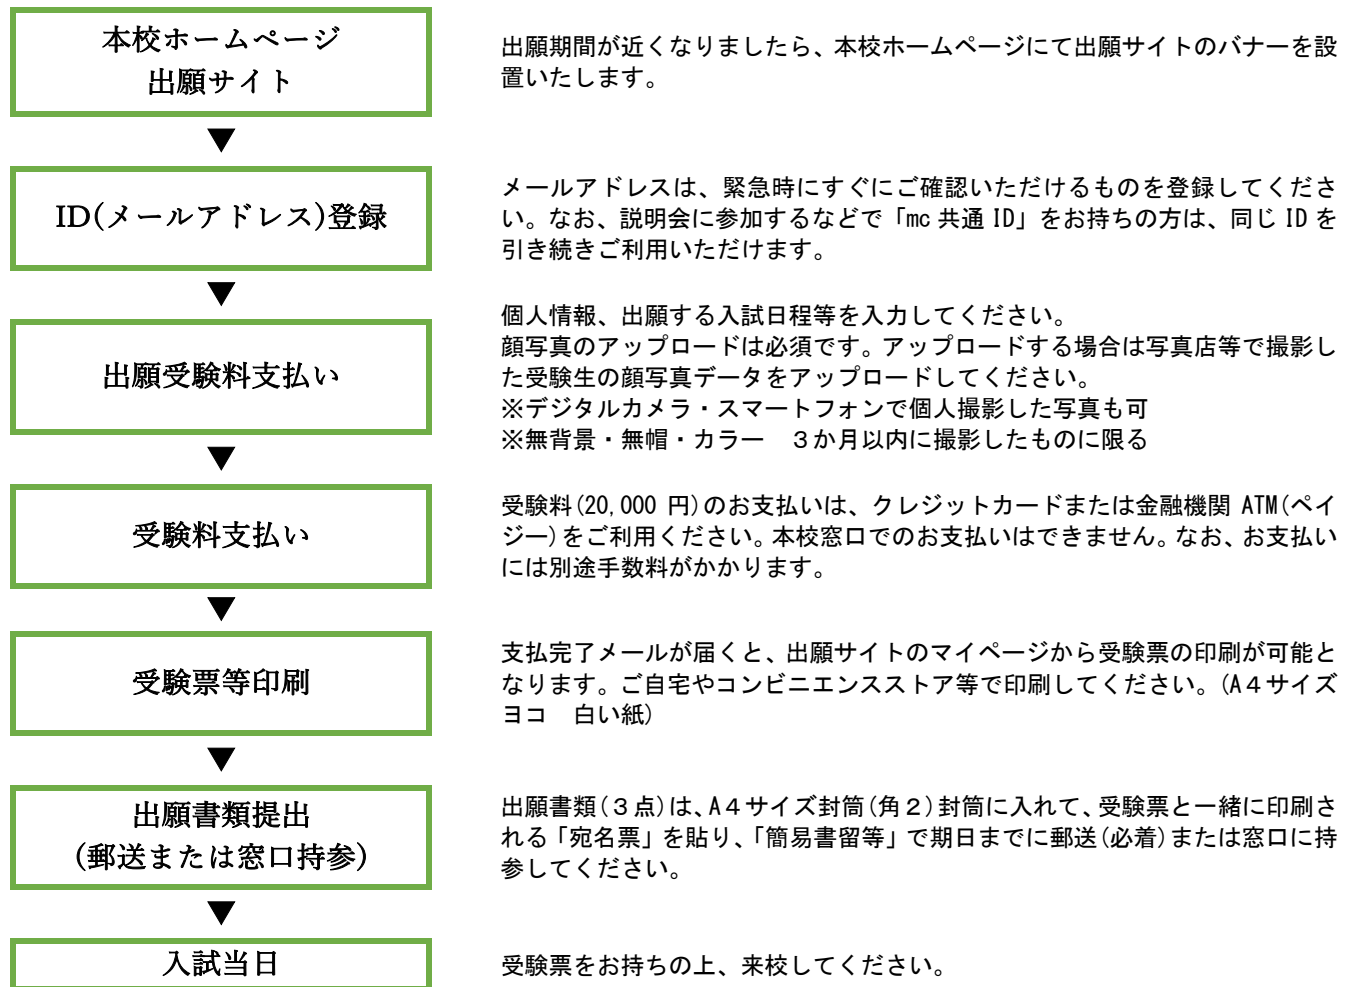 本校ホームページ
出願サイト
出願期間が近くなりましたら、本校ホームページにて出願サイトのバナーを設
置いたします。
▼
ID(メールアドレス)登録
メールアドレスは、緊急時にすぐにご確認いただけるものを登録してくださ
い。なお、説明会に参加するなどで「mc 共通 ID」をお持ちの方は、同じ ID を
引き続きご利用いただけます。
▼
出願受験料支払い
個人情報、出願する入試日程等を入力してください。
顔写真のアップロードは必須です。アップロードする場合は写真店等で撮影し
た受験生の顔写真データをアップロードしてください。
※デジタルカメラ・スマートフォンで個人撮影した写真も可
※無背景・無帽・カラー　３か月以内に撮影したものに限る
▼
受験料支払い
受験料(20,000 円)のお支払いは、クレジットカードまたは金融機関 ATM(ペイ
ジー)をご利用ください。本校窓口でのお支払いはできません。なお、お支払い
には別途手数料がかかります。
▼
受験票等印刷
支払完了メールが届くと、出願サイトのマイページから受験票の印刷が可能と
なります。ご自宅やコンビニエンスストア等で印刷してください。(A４サイズ
ヨコ　白い紙)
▼
出願書類提出
(郵送または窓口持参)
出願書類(３点)は、A４サイズ封筒(角２)封筒に入れて、受験票と一緒に印刷さ
れる「宛名票」を貼り、「簡易書留等」で期日までに郵送(必着)または窓口に持
参してください。
▼
入試当日
受験票をお持ちの上、来校してください。